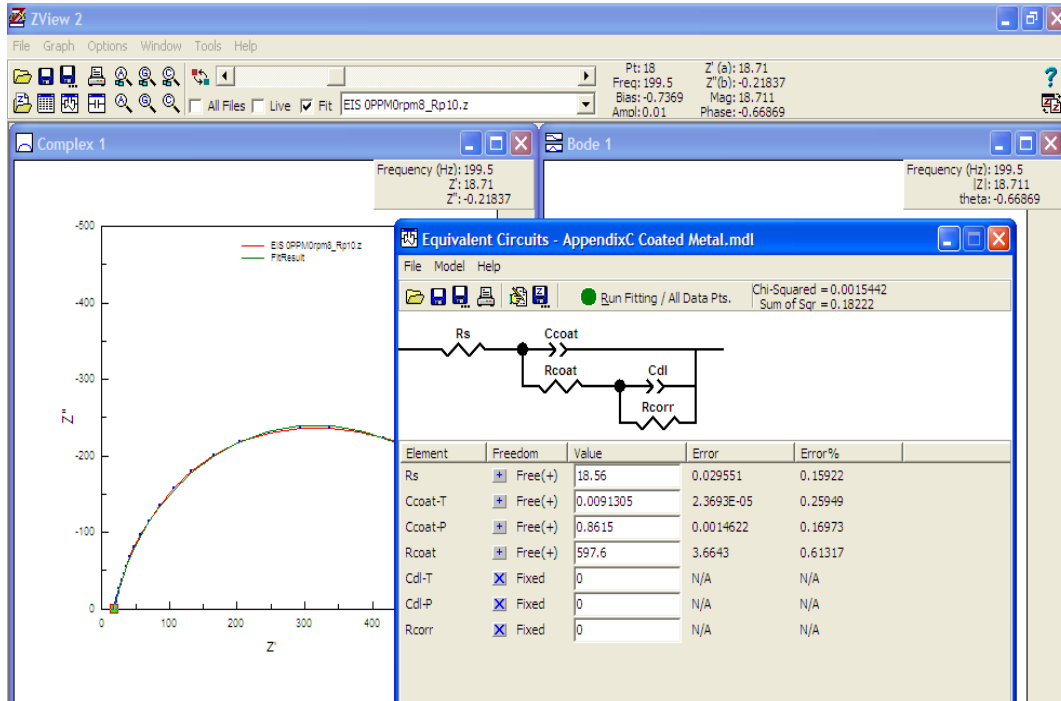 ZView 2
File Graph Options Window Tools Help
Pt: 18 Z' (a): 18.71
Freq: 199.5 Z"(b): -0.21837
Bias: -0.7369 Mag: 18.711
Ampl: 0.01 Phase: -0.66869
All Files Live Fit EIS 0PPM0rpm8_Rp10.z
Complex 1
Frequency (Hz): 199.5
Z': 18.71
Z": -0.21837
Bode 1
Frequency (Hz): 199.5
|Z|: 18.711
theta: -0.66869
-500
-400
-300
-200
-100
0
Z"
EIS 0PPM0rpm8_Rp10.z
FitResult
0 100 200 300 400
Z'
Equivalent Circuits - AppendixC Coated Metal.mdl
File Model Help
Run Fitting / All Data Pts.
Chi-Squared = 0.0015442
Sum of Sqr = 0.18222
Rs Ccoat
Rcoat Cdl
Rcorr
Element Freedom Value Error Error%
Rs Free(+) 18.56 0.029551 0.15922
Ccoat-T Free(+) 0.0091305 2.3693E-05 0.25949
Ccoat-P Free(+) 0.8615 0.0014622 0.16973
Rcoat Free(+) 597.6 3.6643 0.61317
Cdl-T Fixed 0 N/A N/A
Cdl-P Fixed 0 N/A N/A
Rcorr Fixed 0 N/A N/A